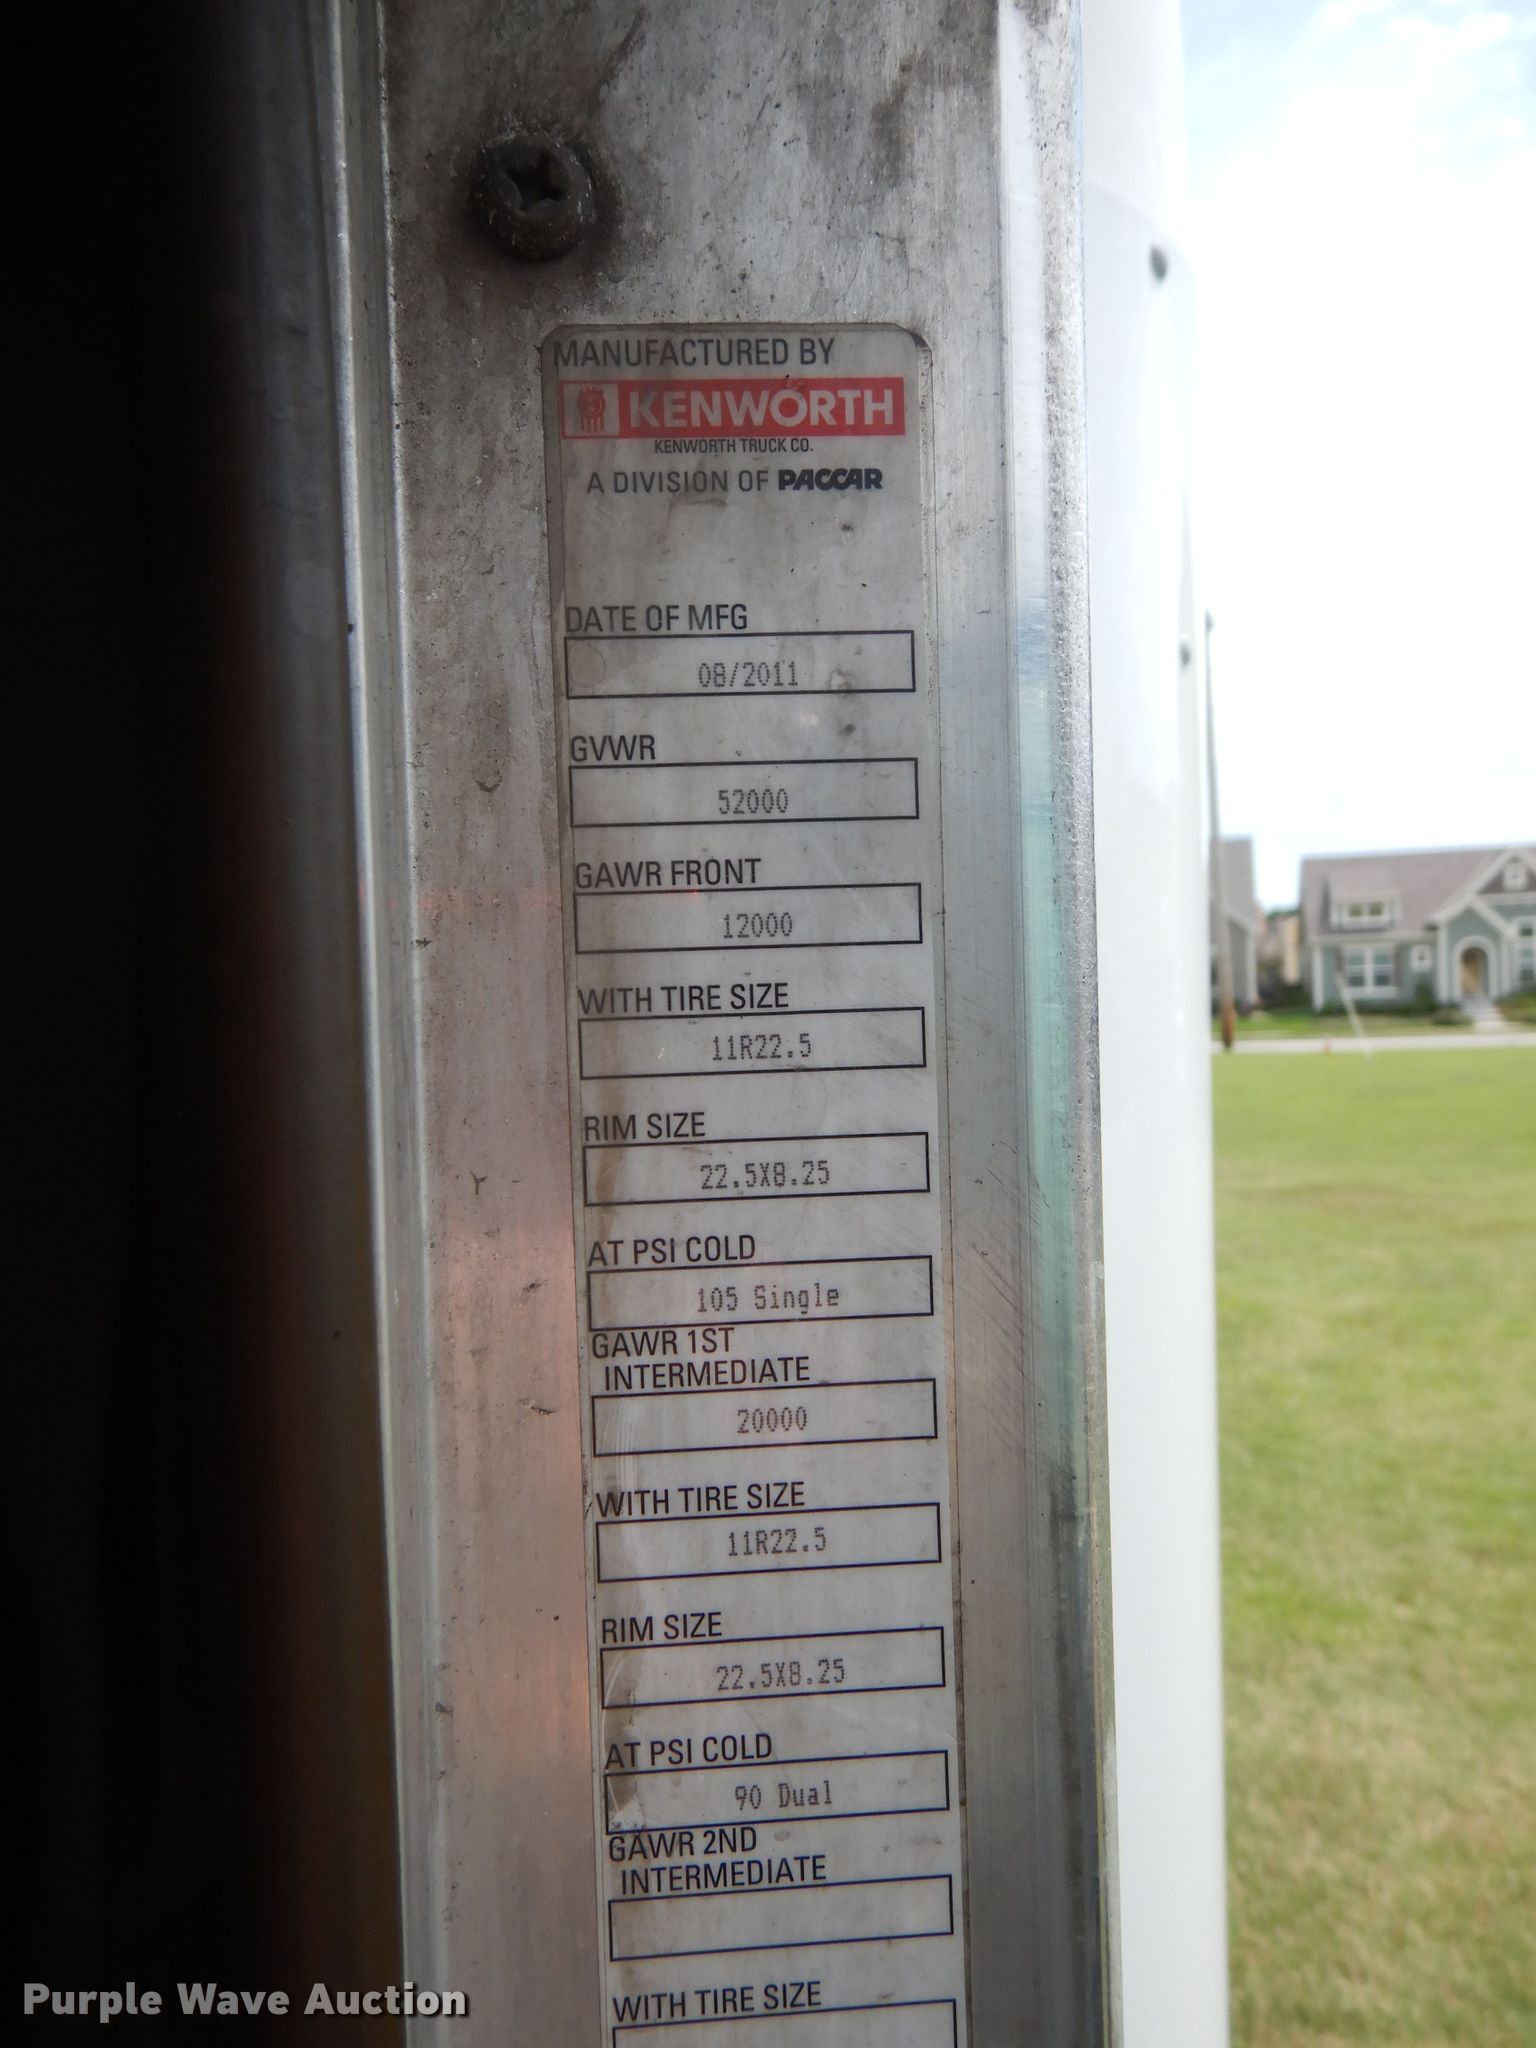 MANUFACTURED BY
KENWORTH
KENWORTH TRUCK CO.
A DIVISION OF PACCAR
DATE OF MFG
08/2011
GVWR
52000
GAWR FRONT
12000
WITH TIRE SIZE
11R22.5
RIM SIZE
22.5X8.25
AT PSI COLD
105 Single
GAWR 1ST
INTERMEDIATE
20000
WITH TIRE SIZE
11R22.5
RIM SIZE
22.5X8.25
AT PSI COLD
90 Dual
GAWR 2ND
INTERMEDIATE
WITH TIRE SIZE
Purple Wave Auction